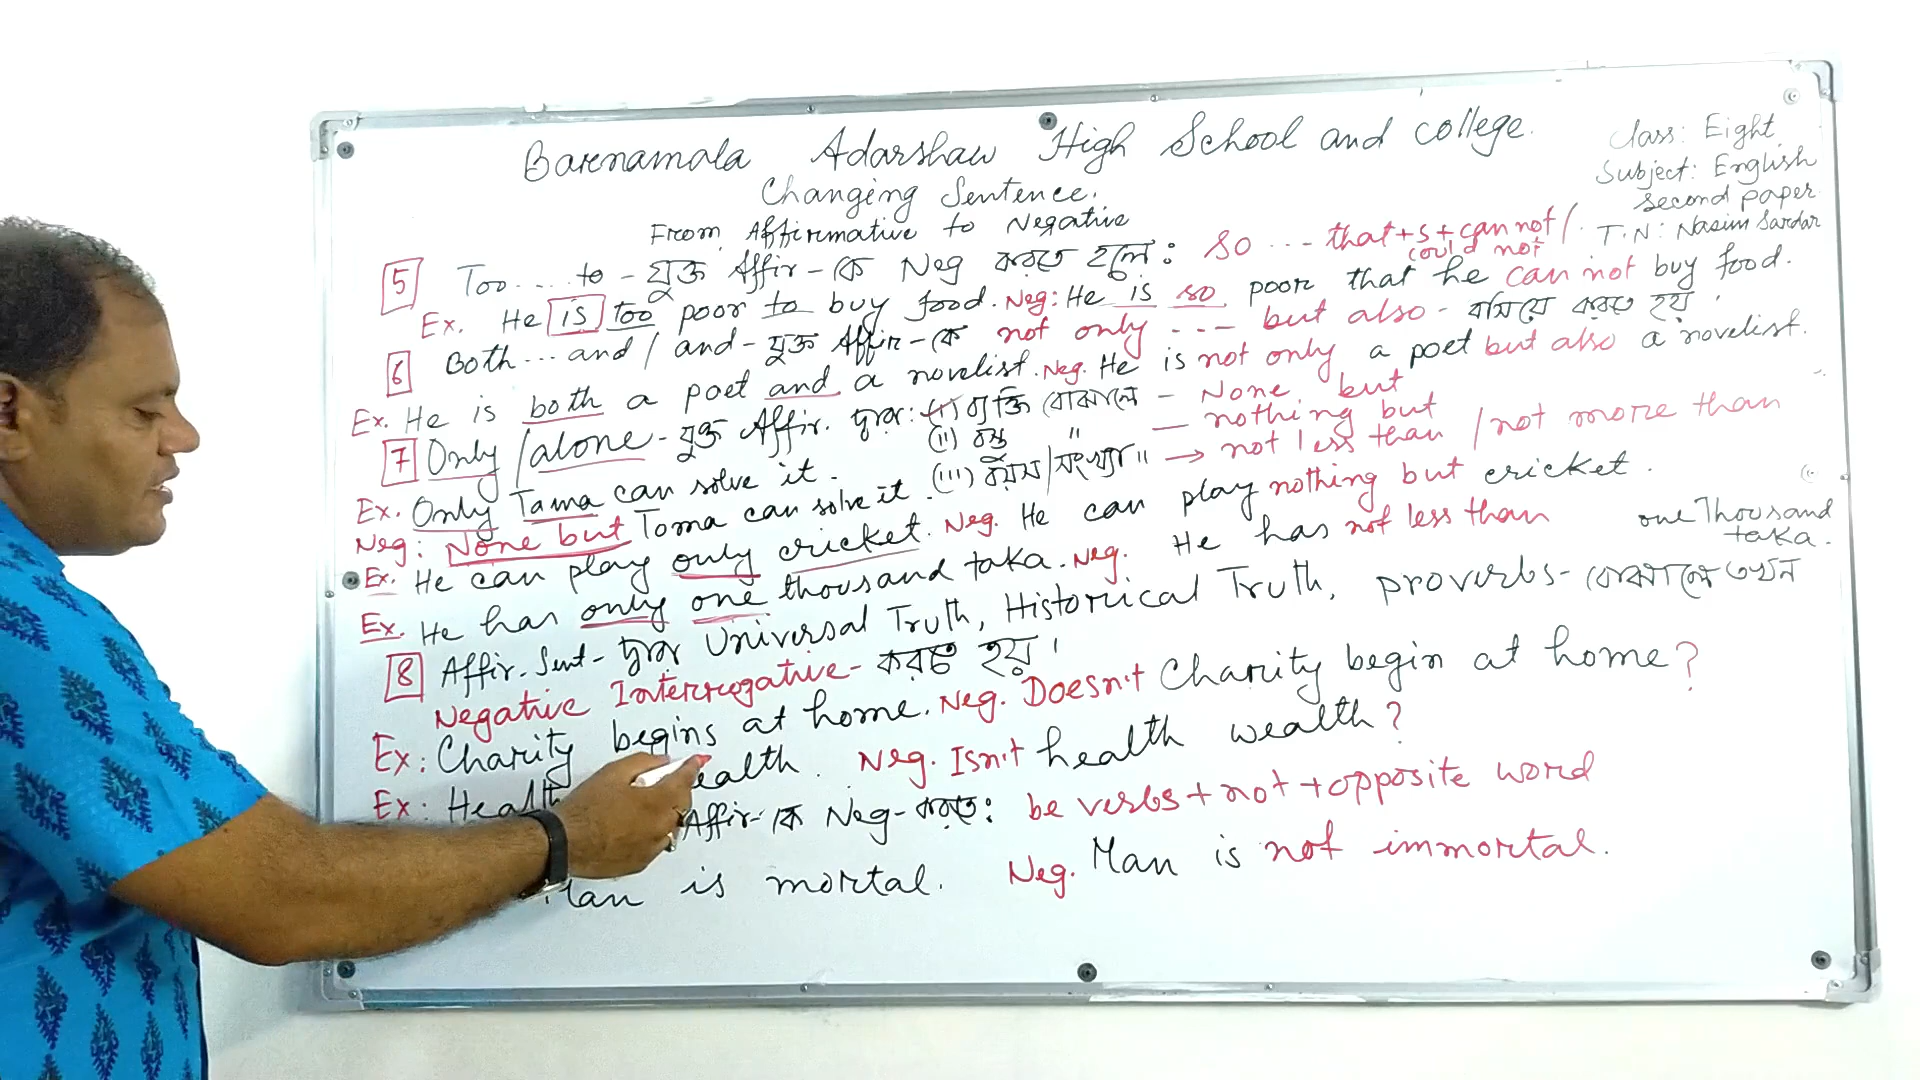 Barnamala Adarshaw High School and college.
Class: Eight
Subject: English
second paper
T.N: Nasim Sardar
Changing Sentence.
From Affirmative to Negative
5 Too .... to - যুক্ত Affir - কে Neg করতে হলে: so ... that+s+can not/
could not
Ex. He is too poor to buy food. Neg: He is so poor that he can not buy food.
6 Both ... and / and - যুক্ত Affir - কে not only ---- but also - বসিয়ে করতে হয়।
Ex. He is both a poet and a novelist. Neg. He is not only a poet but also a novelist.
7 Only / alone - যুক্ত Affir. দ্বারা: (i) ব্যক্তি বোঝালে - None but
(ii) বস্তু " — nothing but
(iii) বয়স/সংখ্যা " → not less than / not more than
Ex. Only Tama can solve it.
Neg: None but Toma can solve it.
Ex. He can play only cricket. Neg. He can play nothing but cricket.
Ex. He has only one thousand taka. Neg. He has not less than one Thousand
taka.
8 Affir. Sent - দ্বারা Universal Truth, Historical Truth, proverbs - বোঝালে তখন
Negative Interrogative - করতে হয়।
Ex: Charity begins at home. Neg. Doesn't Charity begin at home?
Ex: Health ealth. Neg. Isn't health wealth?
Affir- কে Neg- করতে: be verbs + not + opposite word
Man is mortal. Neg. Man is not immortal.